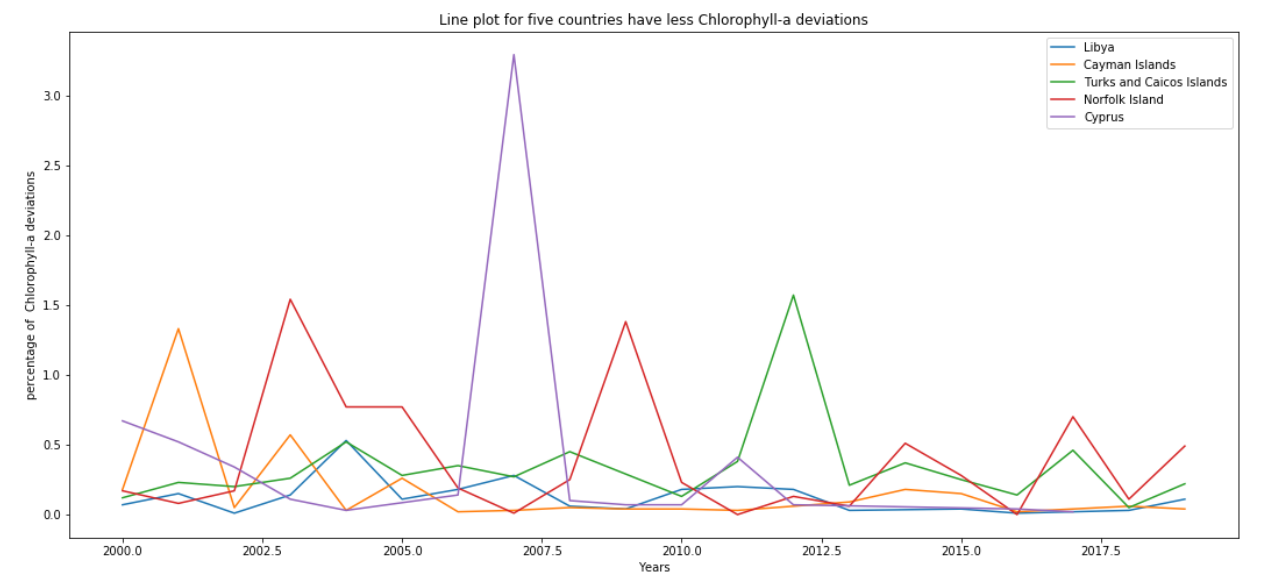 Line plot for five countries have less Chlorophyll-a deviations
Libya
Cayman Islands
Turks and Caicos Islands
Norfolk Island
Cyprus
percentage of  Chlorophyll-a deviations
3.0
2.5
2.0
1.5
1.0
0.5
0.0
2000.0 2002.5 2005.0 2007.5 2010.0 2012.5 2015.0 2017.5
Years